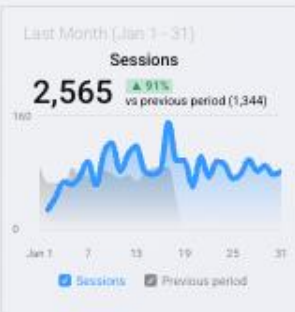 Last Month (Jan 1 - 31)
Sessions
2,565
▲ 91%
vs previous period (1,344)
160
0
Jan 1 7 13 19 25 31
Sessions Previous period